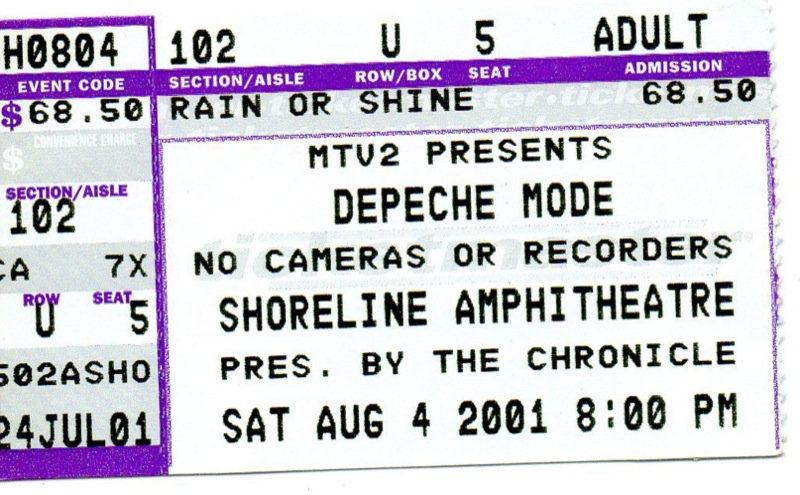 H0804 102 U 5 ADULT
EVENT CODE SECTION/AISLE ROW/BOX SEAT ADMISSION
$68.50 RAIN OR SHINE 68.50
CONVENIENCE CHARGE
$
MTV2 PRESENTS
SECTION/AISLE
102
DEPECHE MODE
CA 7X
NO CAMERAS OR RECORDERS
ROW SEAT
U 5
SHORELINE AMPHITHEATRE
502ASHO
PRES. BY THE CHRONICLE
24JUL01
SAT AUG 4 2001 8:00 PM
ticketmaster